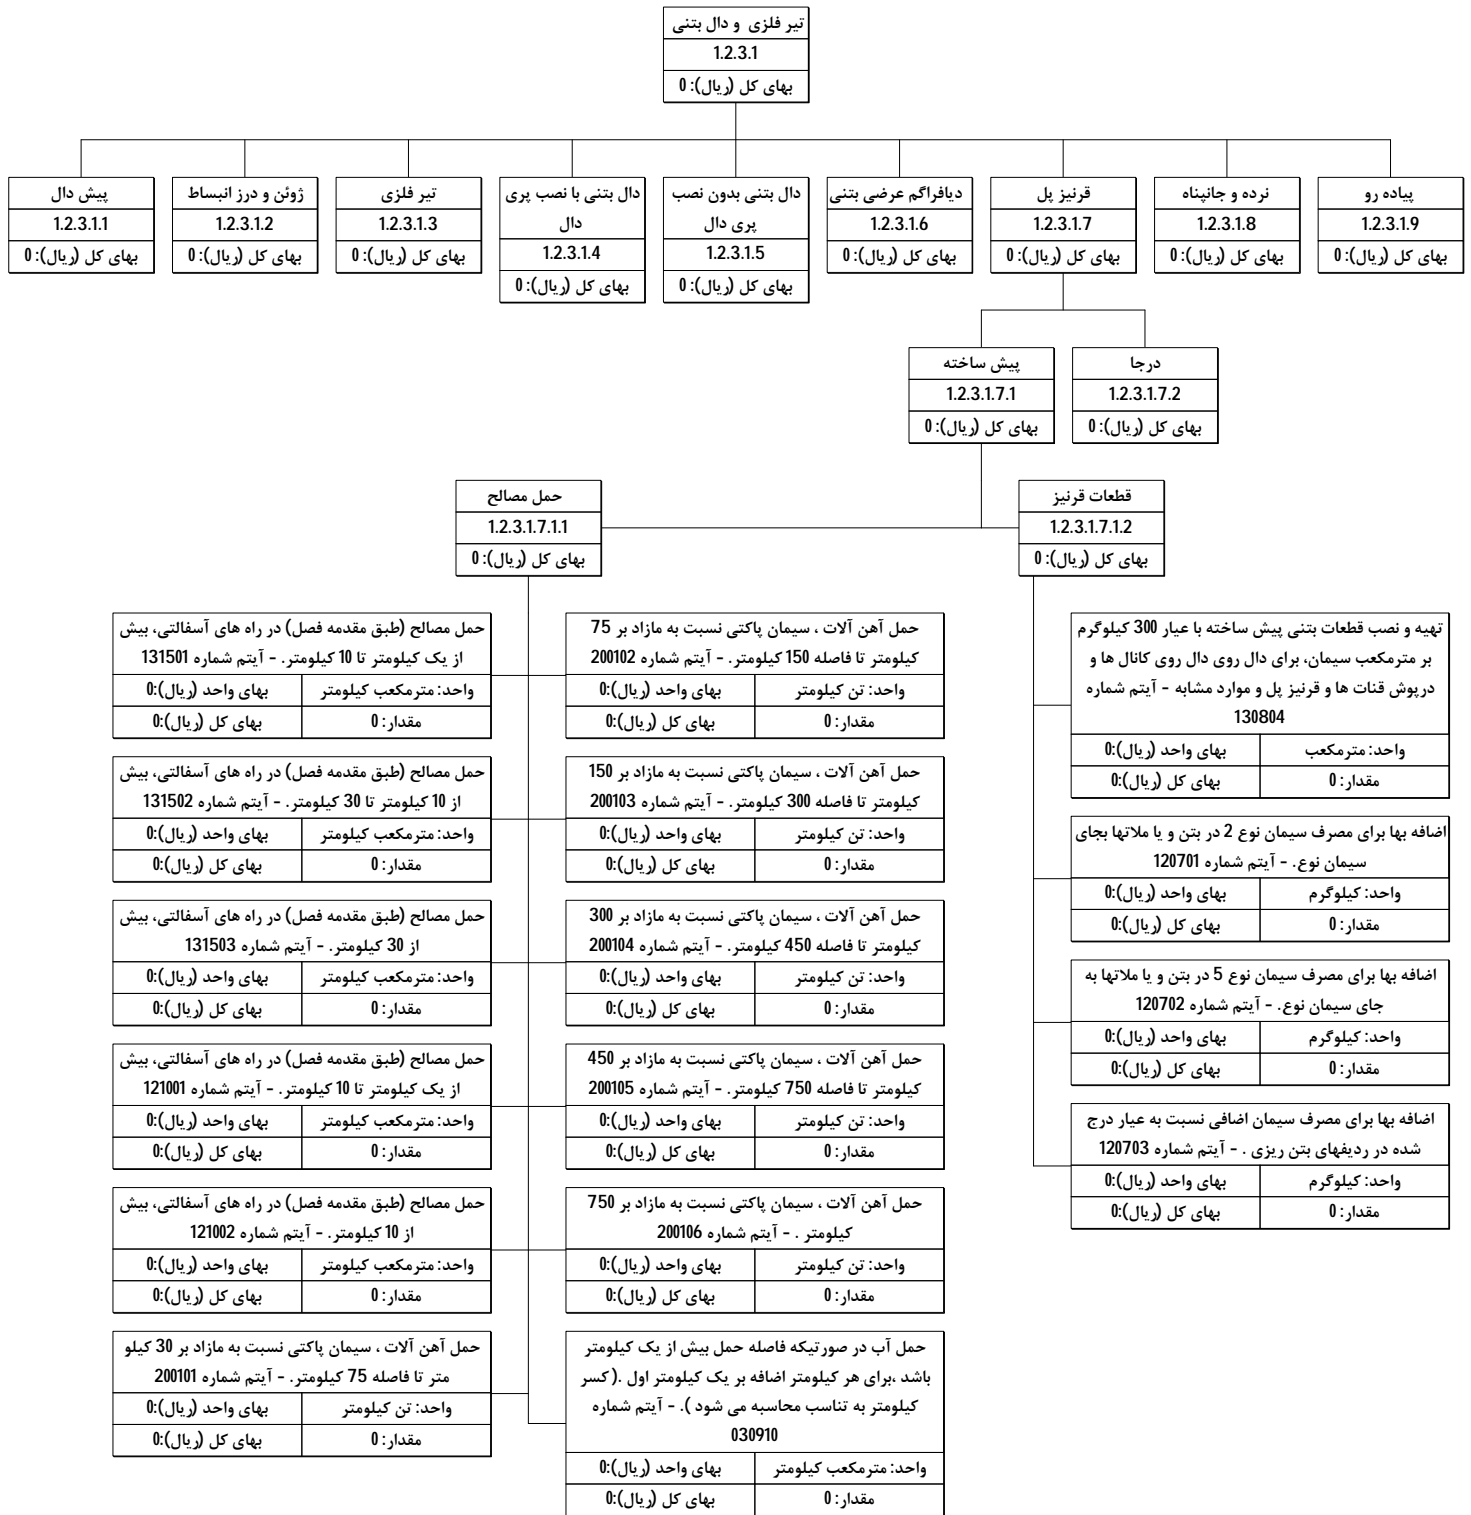 تیر فلزی و دال بتنی
1.2.3.1
بهای کل (ریال): 0
پیش دال
1.2.3.1.1
بهای کل (ریال): 0
ژوئن و درز انبساط
1.2.3.1.2
بهای کل (ریال): 0
تیر فلزی
1.2.3.1.3
بهای کل (ریال): 0
دال بتنی با نصب پری
دال
1.2.3.1.4
بهای کل (ریال): 0
دال بتنی بدون نصب
پری دال
1.2.3.1.5
بهای کل (ریال): 0
دیافراگم عرضی بتنی
1.2.3.1.6
بهای کل (ریال): 0
قرنیز پل
1.2.3.1.7
بهای کل (ریال): 0
نرده و جانپناه
1.2.3.1.8
بهای کل (ریال): 0
پیاده رو
1.2.3.1.9
بهای کل (ریال): 0
پیش ساخته
1.2.3.1.7.1
بهای کل (ریال): 0
درجا
1.2.3.1.7.2
بهای کل (ریال): 0
حمل مصالح
1.2.3.1.7.1.1
بهای کل (ریال): 0
قطعات قرنیز
1.2.3.1.7.1.2
بهای کل (ریال): 0
حمل مصالح (طبق مقدمه فصل) در راه های آسفالتی، بیش
از یک کیلومتر تا 10 کیلومتر. - آیتم شماره 131501
واحد: مترمکعب کیلومتر
بهای واحد (ریال):0
مقدار: 0
بهای کل (ریال):0
حمل مصالح (طبق مقدمه فصل) در راه های آسفالتی، بیش
از 10 کیلومتر تا 30 کیلومتر. - آیتم شماره 131502
واحد: مترمکعب کیلومتر
بهای واحد (ریال):0
مقدار: 0
بهای کل (ریال):0
حمل مصالح (طبق مقدمه فصل) در راه های آسفالتی، بیش
از 30 کیلومتر. - آیتم شماره 131503
واحد: مترمکعب کیلومتر
بهای واحد (ریال):0
مقدار: 0
بهای کل (ریال):0
حمل مصالح (طبق مقدمه فصل) در راه های آسفالتی، بیش
از یک کیلومتر تا 10 کیلومتر. - آیتم شماره 121001
واحد: مترمکعب کیلومتر
بهای واحد (ریال):0
مقدار: 0
بهای کل (ریال):0
حمل مصالح (طبق مقدمه فصل) در راه های آسفالتی، بیش
از 10 کیلومتر. - آیتم شماره 121002
واحد: مترمکعب کیلومتر
بهای واحد (ریال):0
مقدار: 0
بهای کل (ریال):0
حمل آهن آلات ، سیمان پاکتی نسبت به مازاد بر 30 کیلو
متر تا فاصله 75 کیلومتر. - آیتم شماره 200101
واحد: تن کیلومتر
بهای واحد (ریال):0
مقدار: 0
بهای کل (ریال):0
حمل آهن آلات ، سیمان پاکتی نسبت به مازاد بر 75
کیلومتر تا فاصله 150 کیلومتر. - آیتم شماره 200102
واحد: تن کیلومتر
بهای واحد (ریال):0
مقدار: 0
بهای کل (ریال):0
حمل آهن آلات ، سیمان پاکتی نسبت به مازاد بر 150
کیلومتر تا فاصله 300 کیلومتر. - آیتم شماره 200103
واحد: تن کیلومتر
بهای واحد (ریال):0
مقدار: 0
بهای کل (ریال):0
حمل آهن آلات ، سیمان پاکتی نسبت به مازاد بر 300
کیلومتر تا فاصله 450 کیلومتر. - آیتم شماره 200104
واحد: تن کیلومتر
بهای واحد (ریال):0
مقدار: 0
بهای کل (ریال):0
حمل آهن آلات ، سیمان پاکتی نسبت به مازاد بر 450
کیلومتر تا فاصله 750 کیلومتر. - آیتم شماره 200105
واحد: تن کیلومتر
بهای واحد (ریال):0
مقدار: 0
بهای کل (ریال):0
حمل آهن آلات ، سیمان پاکتی نسبت به مازاد بر 750
کیلومتر . - آیتم شماره 200106
واحد: تن کیلومتر
بهای واحد (ریال):0
مقدار: 0
بهای کل (ریال):0
حمل آب در صورتیکه فاصله حمل بیش از یک کیلومتر
باشد ،برای هر کیلومتر اضافه بر یک کیلومتر اول .( کسر
کیلومتر به تناسب محاسبه می شود ). - آیتم شماره
030910
واحد: مترمکعب کیلومتر
بهای واحد (ریال):0
مقدار: 0
بهای کل (ریال):0
تهیه و نصب قطعات بتنی پیش ساخته با عیار 300 کیلوگرم
بر مترمکعب سیمان، برای دال روی دال روی کانال ها و
درپوش قنات ها و قرنیز پل و موارد مشابه - آیتم شماره
130804
واحد: مترمکعب
بهای واحد (ریال):0
مقدار: 0
بهای کل (ریال):0
اضافه بها برای مصرف سیمان نوع 2 در بتن و یا ملاتها بجای
سیمان نوع. - آیتم شماره 120701
واحد: کیلوگرم
بهای واحد (ریال):0
مقدار: 0
بهای کل (ریال):0
اضافه بها برای مصرف سیمان نوع 5 در بتن و یا ملاتها به
جای سیمان نوع. - آیتم شماره 120702
واحد: کیلوگرم
بهای واحد (ریال):0
مقدار: 0
بهای کل (ریال):0
اضافه بها برای مصرف سیمان اضافی نسبت به عیار درج
شده در ردیفهای بتن ریزی . - آیتم شماره 120703
واحد: کیلوگرم
بهای واحد (ریال):0
مقدار: 0
بهای کل (ریال):0